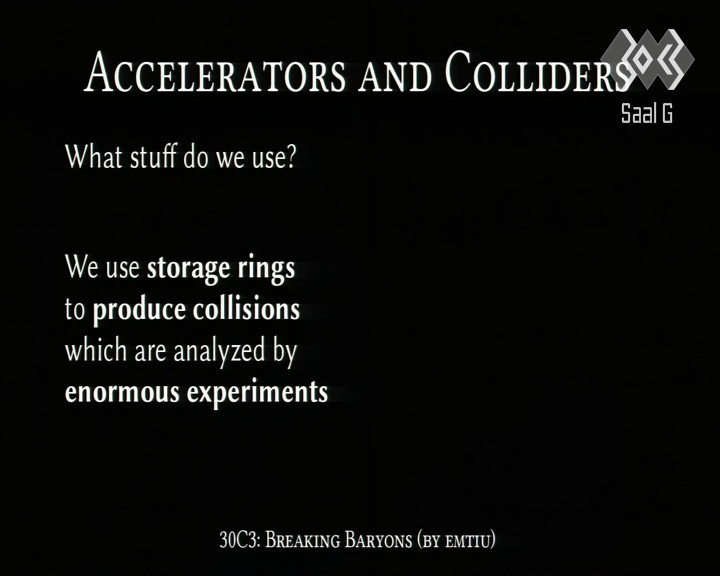 Accelerators and Colliders
Saal G
What stuff do we use?
We use storage rings
to produce collisions
which are analyzed by
enormous experiments
30C3: Breaking Baryons (by emtiu)